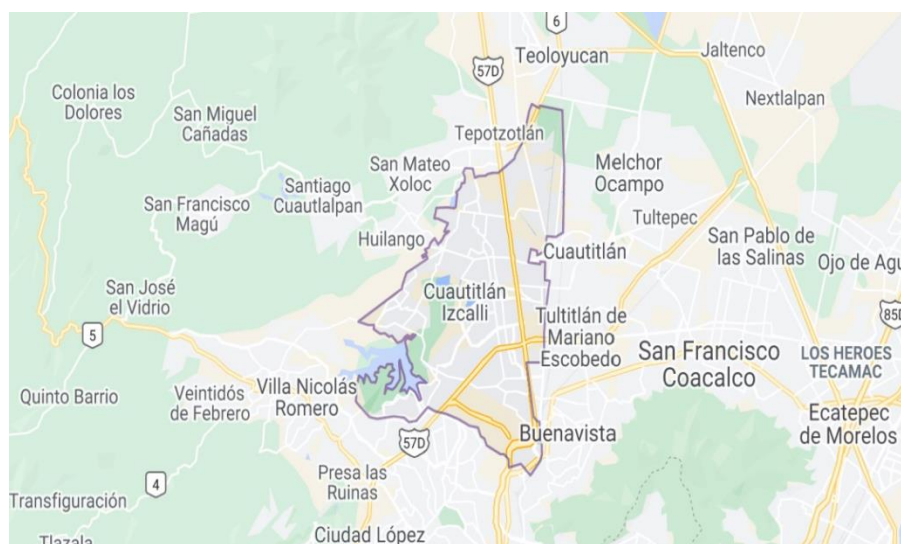 6
57D
Teoloyucan
Jaltenco
Colonia los
Dolores
Nextlalpan
San Miguel
Cañadas
Tepotzotlán
San Mateo
Xoloc
Melchor
Ocampo
Santiago
Cuautlalpan
San Francisco
Magú
Tultepec
Huilango
Cuautitlán
San Pablo de
las Salinas
Ojo de Agu
San José
el Vidrio
Cuautitlán
Izcalli
Tultitlán de
Mariano
Escobedo
85D
5
San Francisco
Coacalco
LOS HEROES
TECAMAC
Quinto Barrio
Veintidós
de Febrero
Villa Nicolás
Romero
Ecatepec
de Morelos
57D
Buenavista
Presa las
Ruinas
4
Transfiguración
Ciudad López
Tlazala